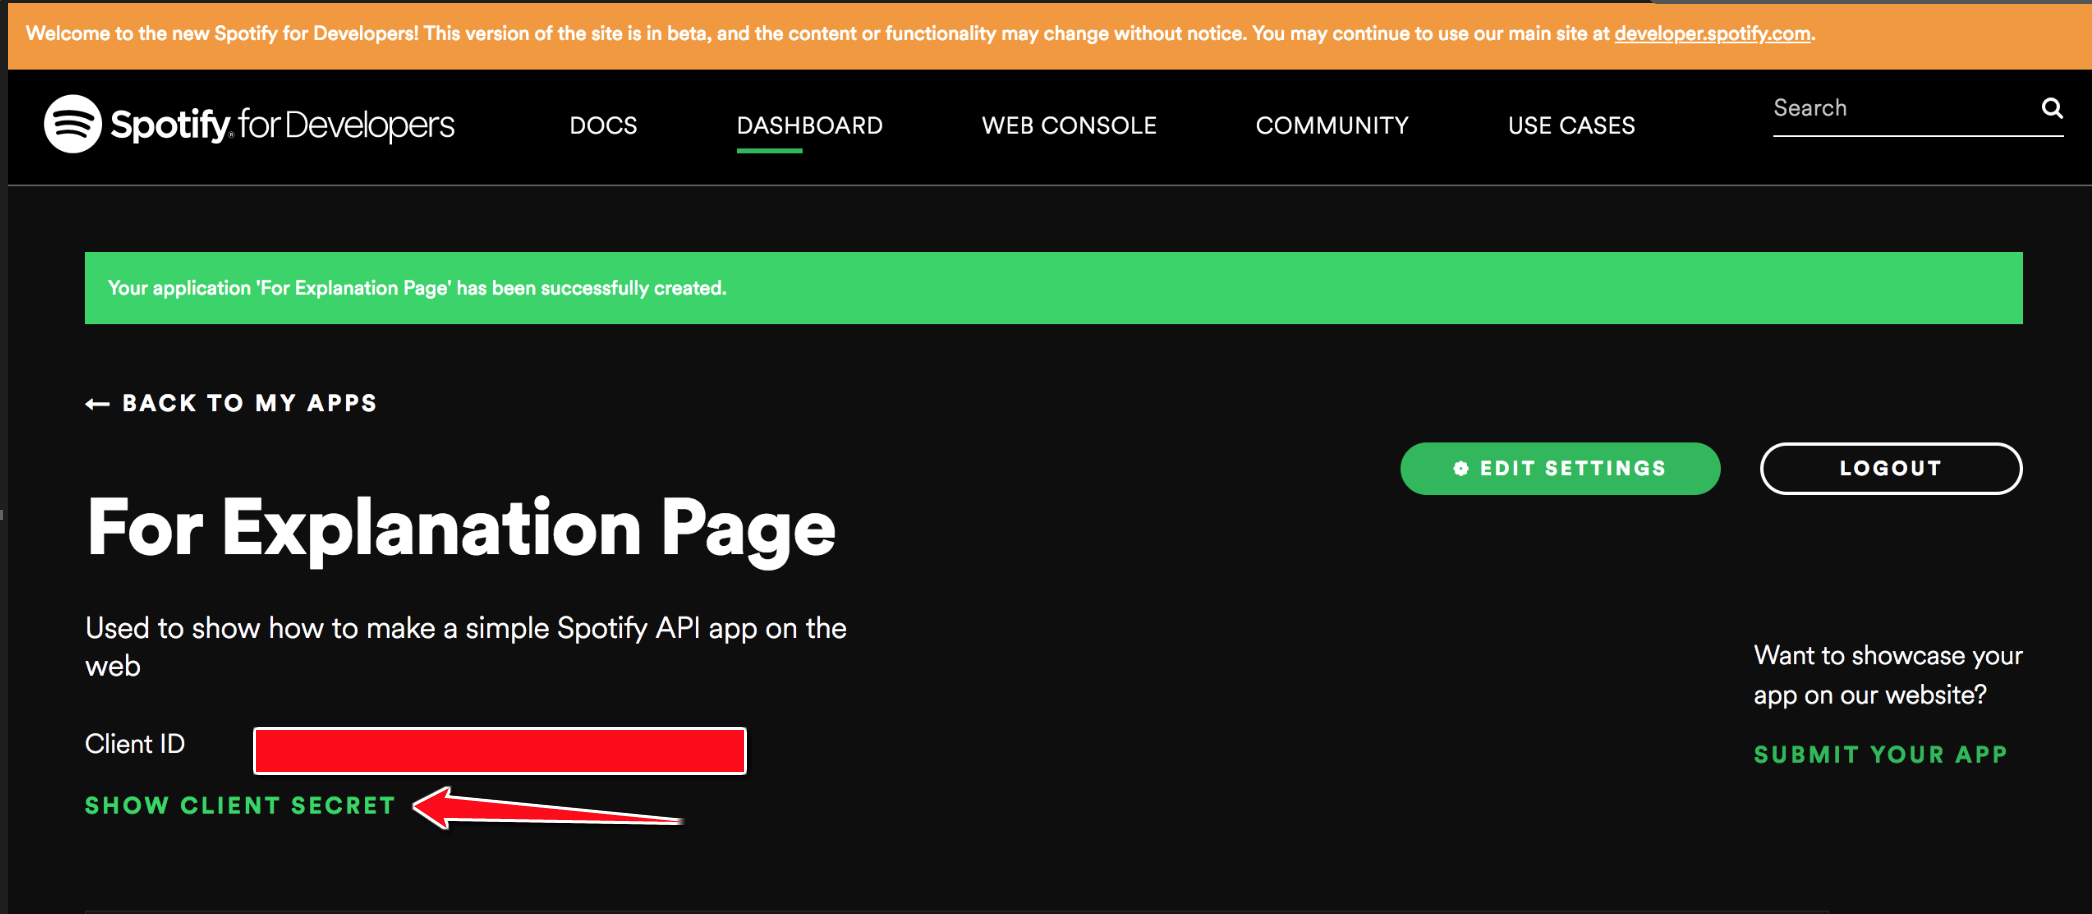 Welcome to the new Spotify for Developers! This version of the site is in beta, and the content or functionality may change without notice. You may continue to use our main site at developer.spotify.com.
Spotify® for Developers DOCS DASHBOARD WEB CONSOLE COMMUNITY USE CASES Search
Your application 'For Explanation Page' has been successfully created.
← BACK TO MY APPS
EDIT SETTINGS LOGOUT
For Explanation Page
Used to show how to make a simple Spotify API app on the
web
Want to showcase your
app on our website?
Client ID
SUBMIT YOUR APP
SHOW CLIENT SECRET